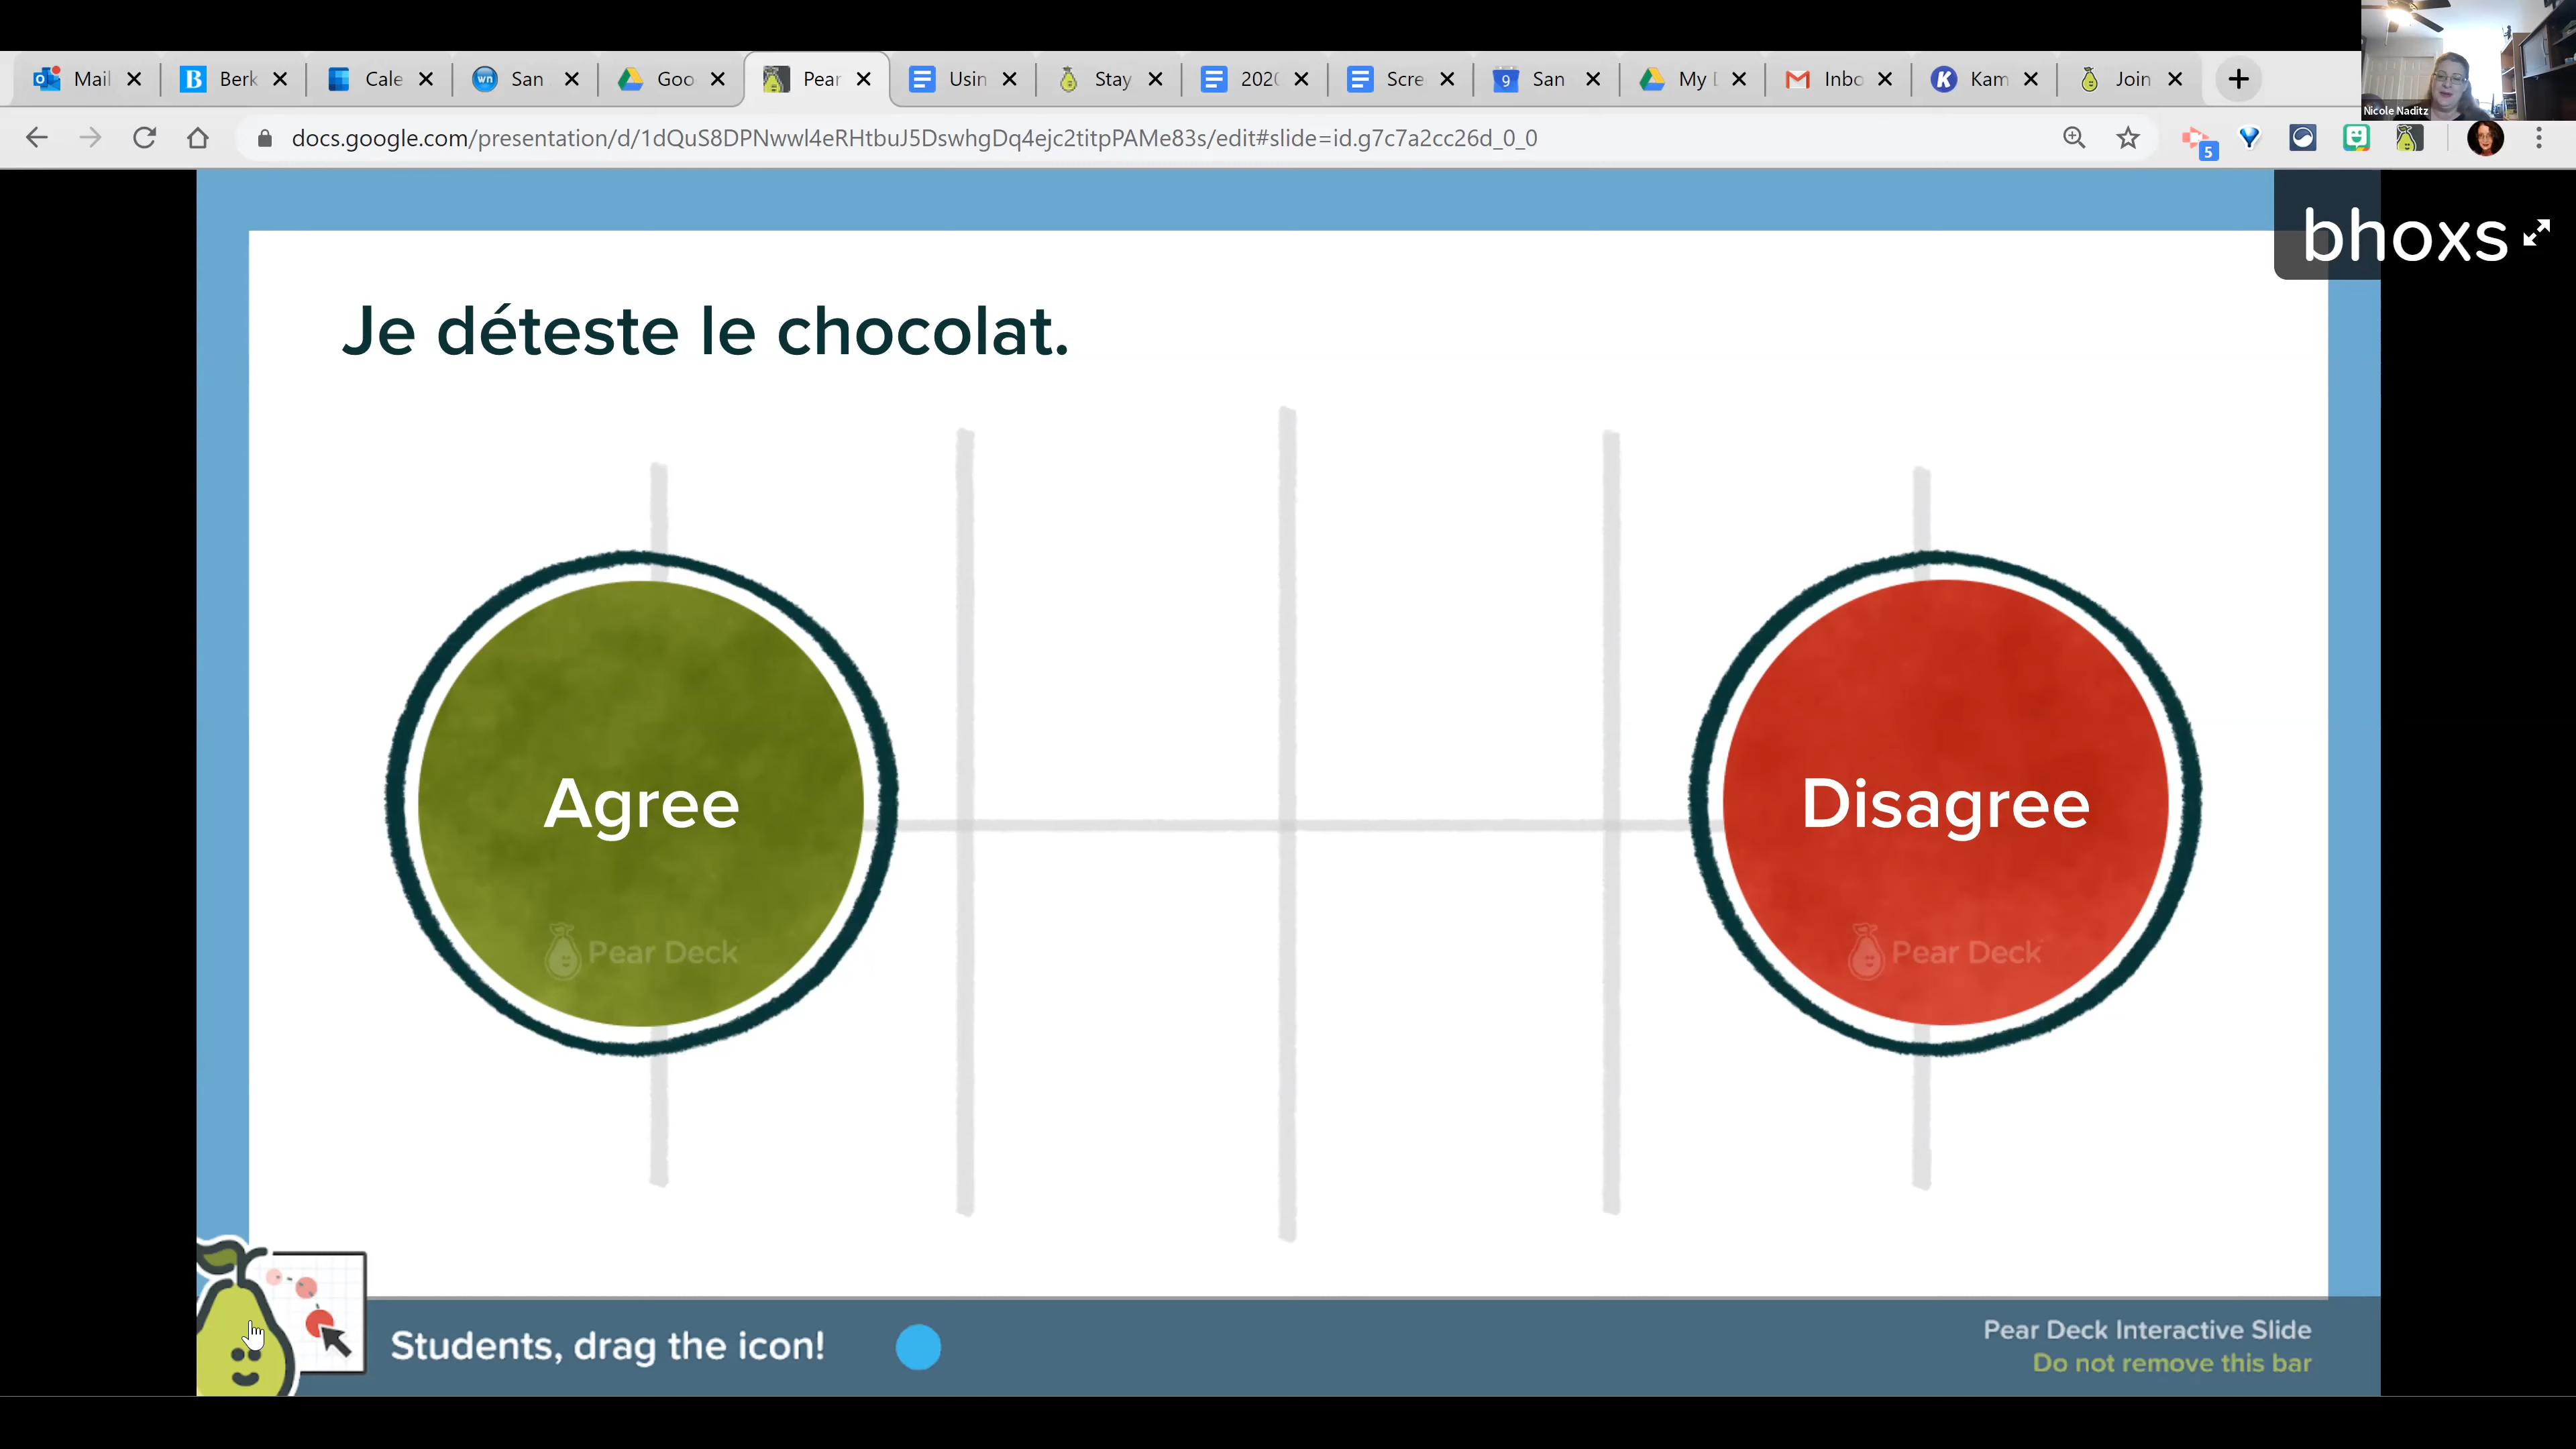 Mail
Berk
Cale
San
Goo
Pear
Usin
Stay
202
Scre
San
My
Inbo
Kam
Join
Nicole Naditz
docs.google.com/presentation/d/1dQuS8DPNwwl4eRHtbuJ5DswhgDq4ejc2titpPAMe83s/edit#slide=id.g7c7a2cc26d_0_0
5
bhoxs
Je déteste le chocolat.
Agree
Disagree
Pear Deck
Pear Deck
Students, drag the icon!
Pear Deck Interactive Slide
Do not remove this bar